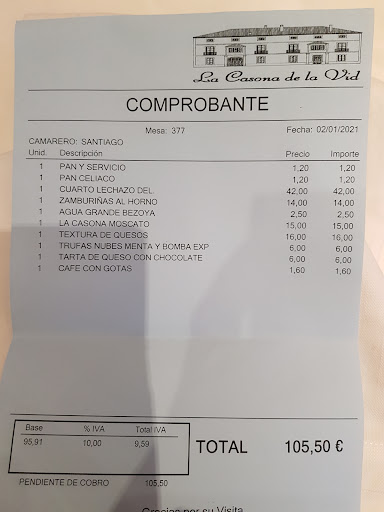 La Casona de la Vid
COMPROBANTE
Mesa: 377 Fecha: 02/01/2021
CAMARERO: SANTIAGO
Unid. Descripción Precio Importe
1 PAN Y SERVICIO 1,20 1,20
1 PAN CELIACO 1,20 1,20
1 CUARTO LECHAZO DEL. 42,00 42,00
1 ZAMBURIÑAS AL HORNO 14,00 14,00
1 AGUA GRANDE BEZOYA 2,50 2,50
1 LA CASONA MOSCATO 15,00 15,00
1 TEXTURA DE QUESOS 16,00 16,00
1 TRUFAS NUBES MENTA Y BOMBA EXP 6,00 6,00
1 TARTA DE QUESO CON CHOCOLATE 6,00 6,00
1 CAFE CON GOTAS 1,60 1,60
Base % IVA Total IVA
95,91 10,00 9,59
TOTAL 105,50 €
PENDIENTE DE COBRO 105,50
Gracias por su Visita